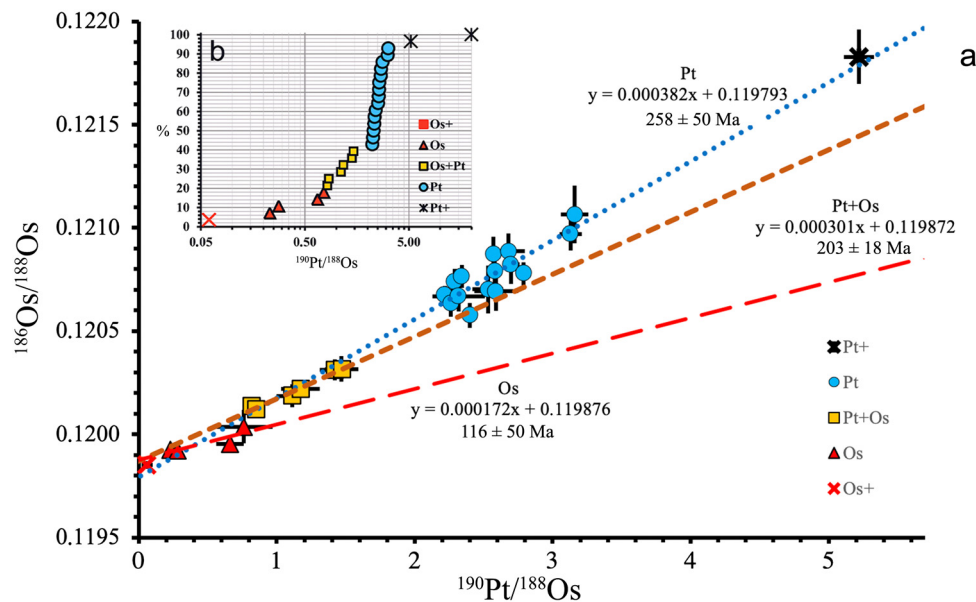 a
0.1220
0.1215
0.1210
0.1205
0.1200
0.1195
¹⁸⁶Os/¹⁸⁸Os
0 1 2 3 4 5
¹⁹⁰Pt/¹⁸⁸Os
b
100
90
80
70
60
50
40
30
20
10
0
%
0.05 0.50 5.00
¹⁹⁰Pt/¹⁸⁸Os
Os+
Os
Os+Pt
Pt
Pt+
Pt
y = 0.000382x + 0.119793
258 ± 50 Ma
Pt+Os
y = 0.000301x + 0.119872
203 ± 18 Ma
Os
y = 0.000172x + 0.119876
116 ± 50 Ma
Pt+
Pt
Pt+Os
Os
Os+